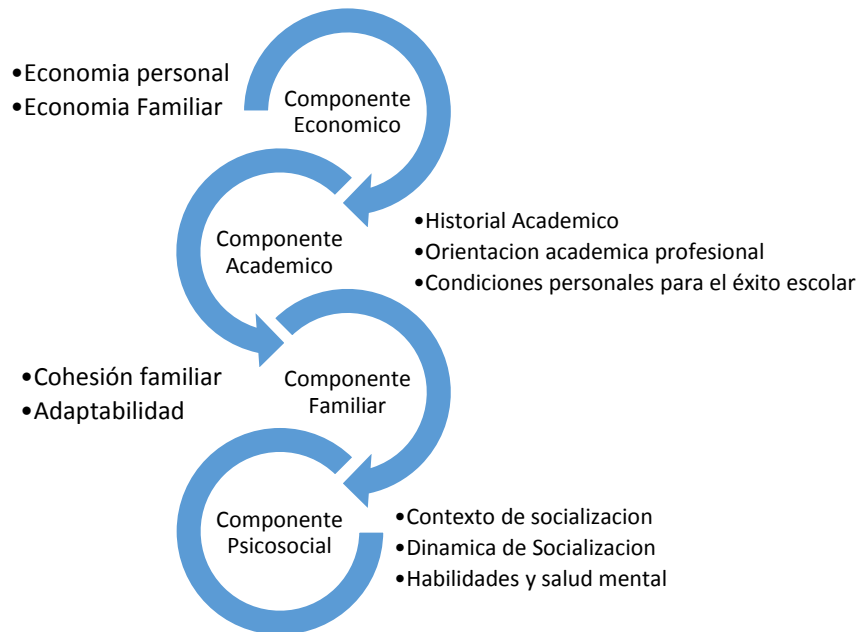 •Economia personal
•Economia Familiar
Componente
Economico
Componente
Academico
•Historial Academico
•Orientacion academica profesional
•Condiciones personales para el éxito escolar
•Cohesión familiar
•Adaptabilidad
Componente
Familiar
Componente
Psicosocial
•Contexto de socializacion
•Dinamica de Socializacion
•Habilidades y salud mental